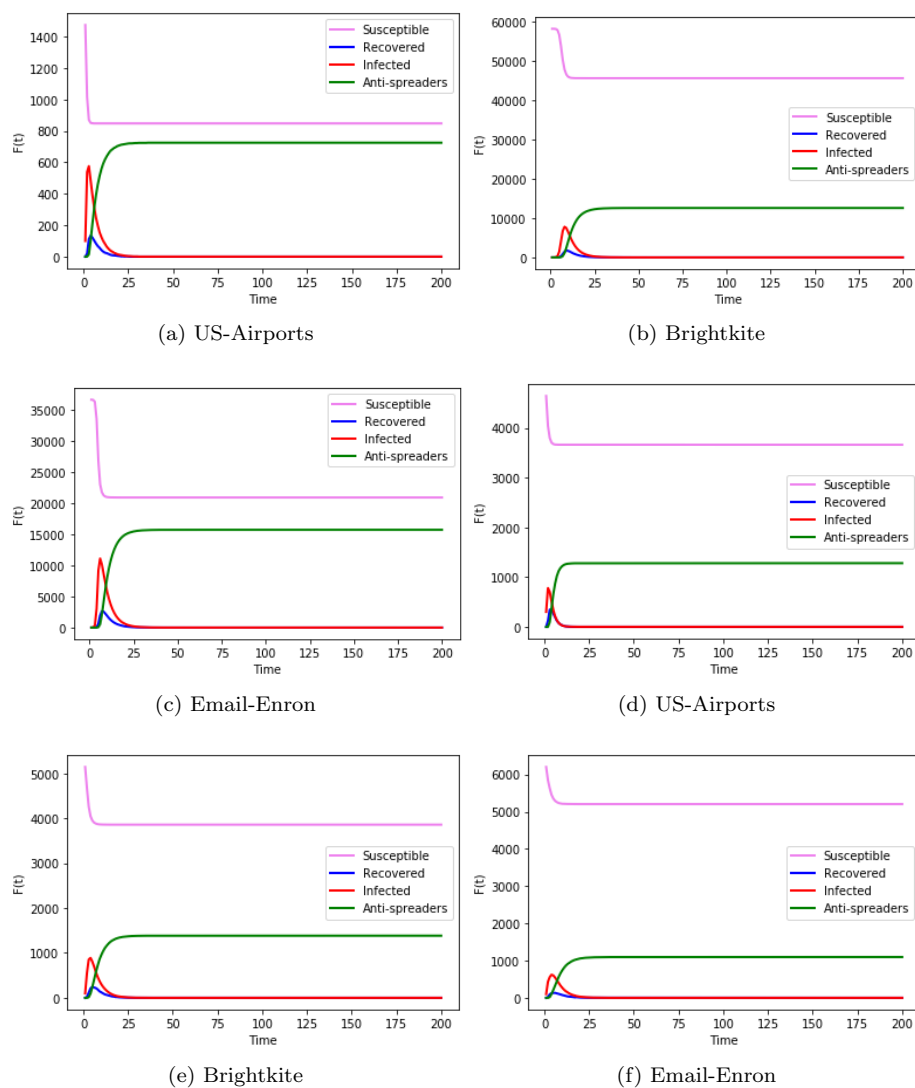 1400
1200
1000
800
600
400
200
0
F(t)
Susceptible
Recovered
Infected
Anti-spreaders
0 25 50 75 100 125 150 175 200
Time
(a) US-Airports
60000
50000
40000
30000
20000
10000
0
F(t)
Susceptible
Recovered
Infected
Anti-spreaders
0 25 50 75 100 125 150 175 200
Time
(b) Brightkite
35000
30000
25000
20000
15000
10000
5000
0
F(t)
Susceptible
Recovered
Infected
Anti-spreaders
0 25 50 75 100 125 150 175 200
Time
(c) Email-Enron
4000
3000
2000
1000
0
F(t)
Susceptible
Recovered
Infected
Anti-spreaders
0 25 50 75 100 125 150 175 200
Time
(d) US-Airports
5000
4000
3000
2000
1000
0
F(t)
Susceptible
Recovered
Infected
Anti-spreaders
0 25 50 75 100 125 150 175 200
Time
(e) Brightkite
6000
5000
4000
3000
2000
1000
0
F(t)
Susceptible
Recovered
Infected
Anti-spreaders
0 25 50 75 100 125 150 175 200
Time
(f) Email-Enron